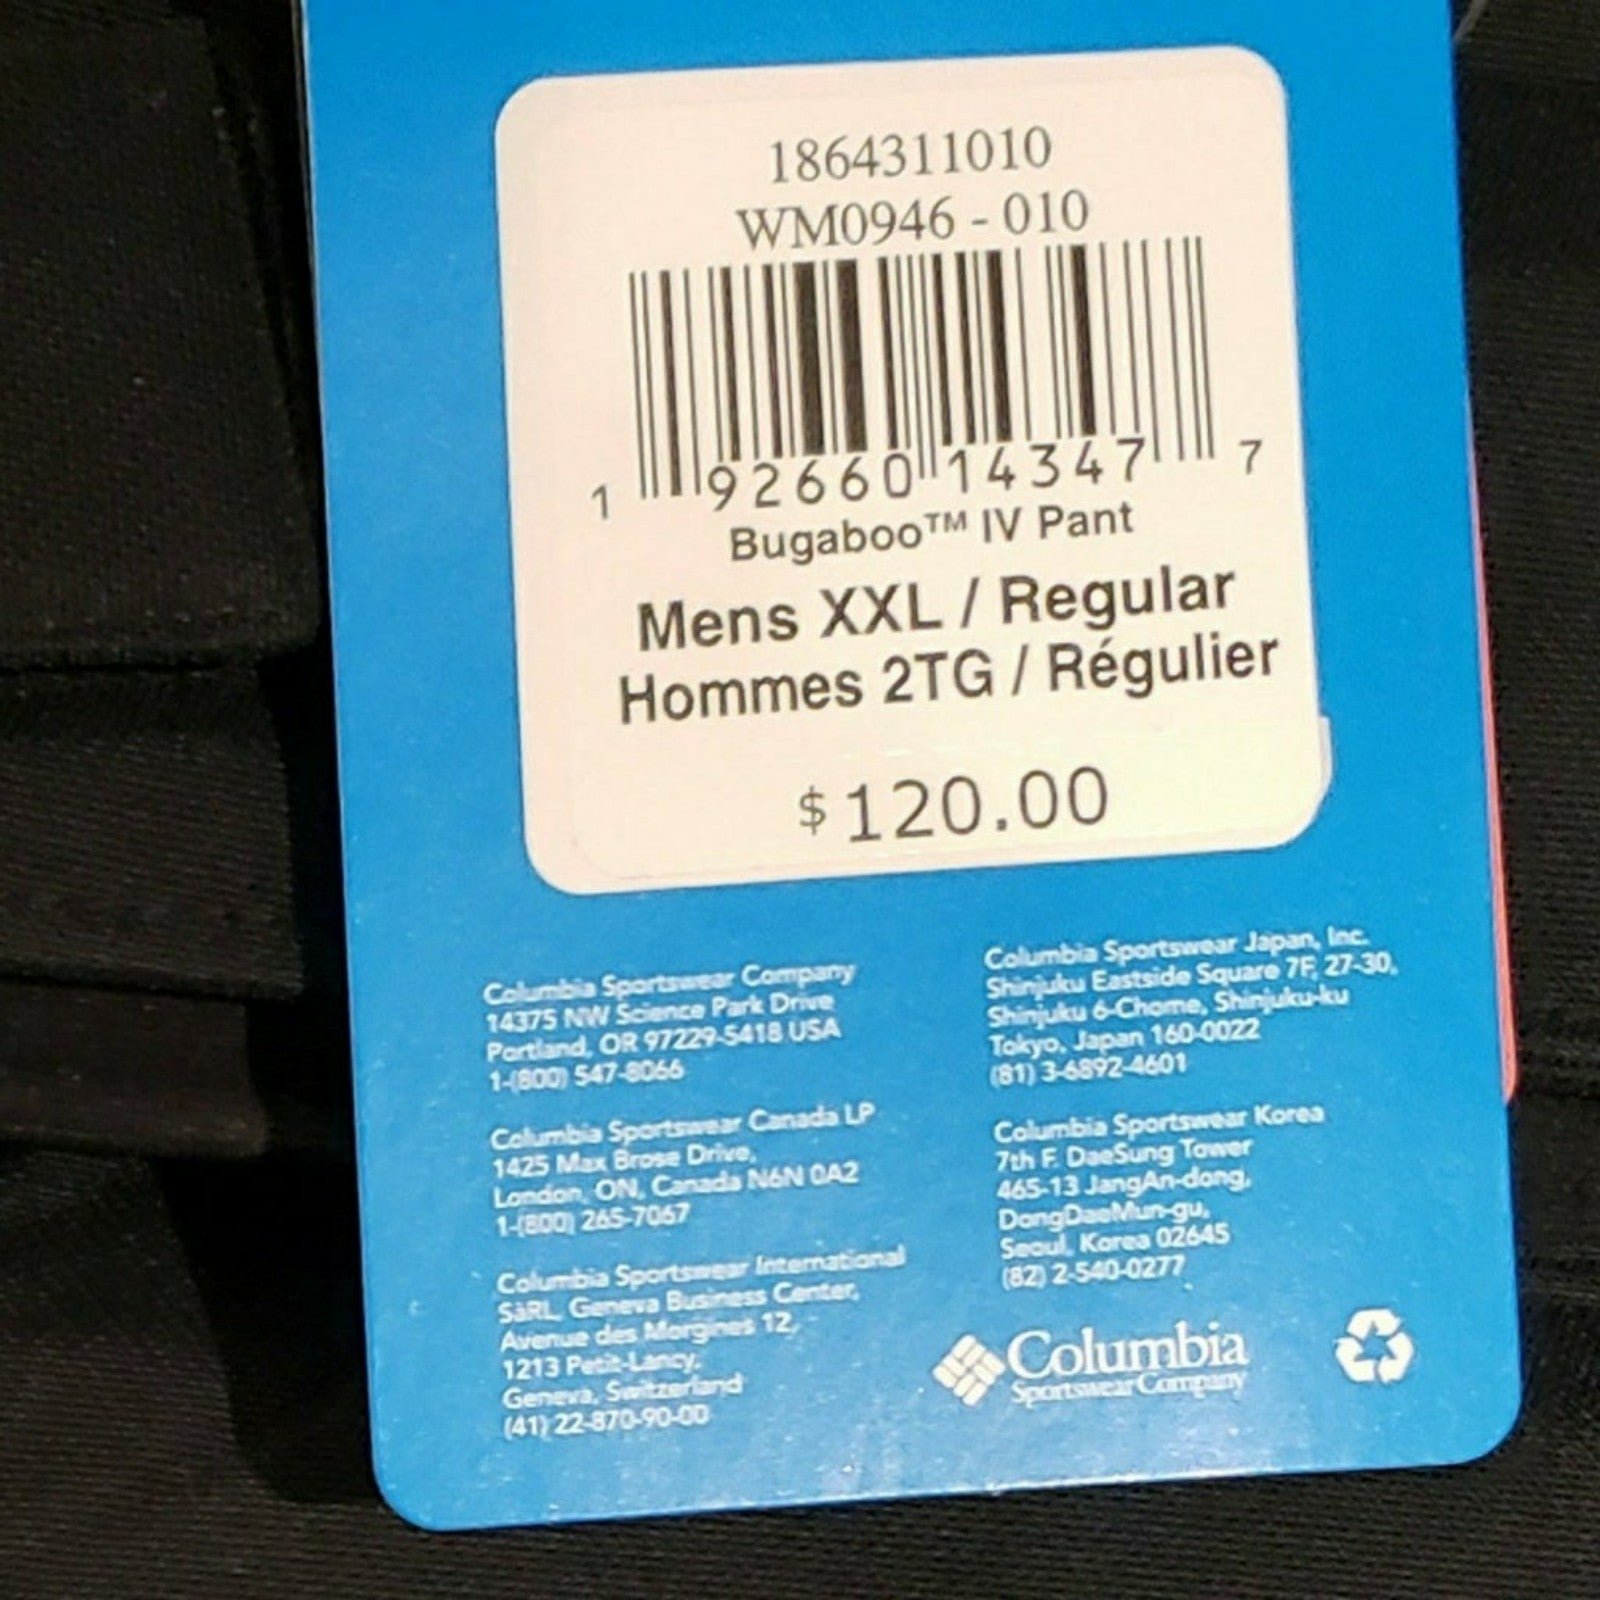 1864311010
WM0946 - 010
1 92660 14347 7
Bugaboo™ IV Pant
Mens XXL / Regular
Hommes 2TG / Régulier
$120.00
Columbia Sportswear Company
14375 NW Science Park Drive
Portland, OR 97229-5418 USA
1-(800) 547-8066
Columbia Sportswear Canada LP
1425 Max Brose Drive,
London, ON, Canada N6N 0A2
1-(800) 265-7067
Columbia Sportswear International
SàRL, Geneva Business Center,
Avenue des Morgines 12,
1213 Petit-Lancy,
Geneva, Switzerland
(41) 22-870-90-00
Columbia Sportswear Japan, Inc.
Shinjuku Eastside Square 7F, 27-30,
Shinjuku 6-Chome, Shinjuku-ku
Tokyo, Japan 160-0022
(81) 3-6892-4601
Columbia Sportswear Korea
7th F. DaeSung Tower
465-13 JangAn-dong,
DongDaeMun-gu,
Seoul, Korea 02645
(82) 2-540-0277
Columbia
Sportswear Company